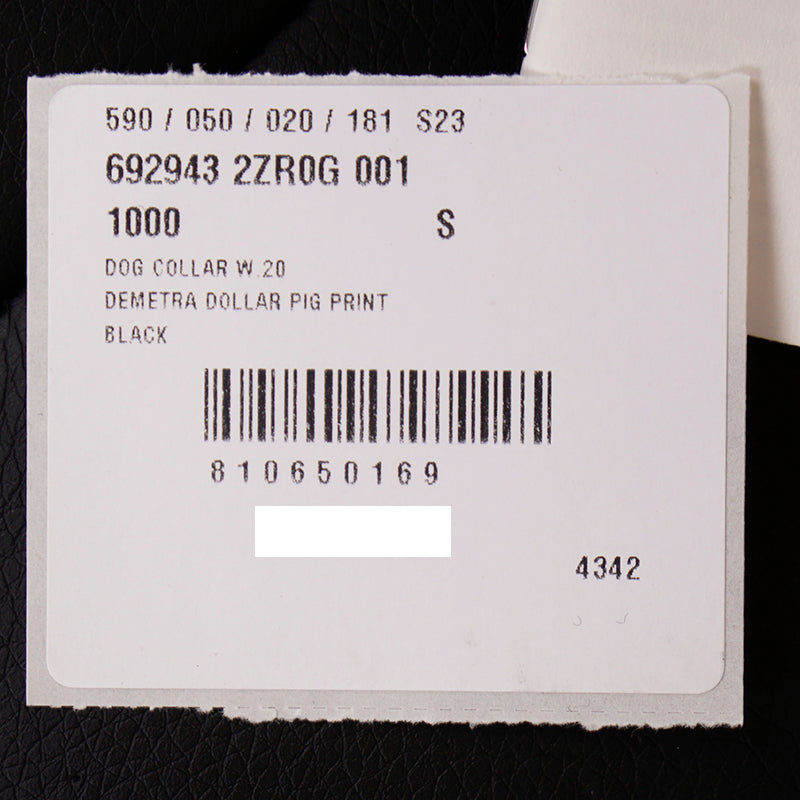 590 / 050 / 020 / 181 S23
692943 2ZR0G 001
1000 S
DOG COLLAR W.20
DEMETRA DOLLAR PIG PRINT
BLACK
810650169
4342